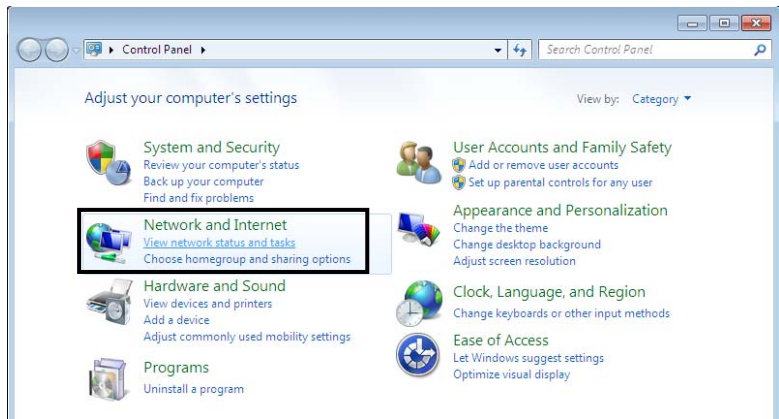 Control Panel
Search Control Panel
Adjust your computer's settings
View by: Category
System and Security
Review your computer's status
Back up your computer
Find and fix problems
Network and Internet
View network status and tasks
Choose homegroup and sharing options
Hardware and Sound
View devices and printers
Add a device
Adjust commonly used mobility settings
Programs
Uninstall a program
User Accounts and Family Safety
Add or remove user accounts
Set up parental controls for any user
Appearance and Personalization
Change the theme
Change desktop background
Adjust screen resolution
Clock, Language, and Region
Change keyboards or other input methods
Ease of Access
Let Windows suggest settings
Optimize visual display